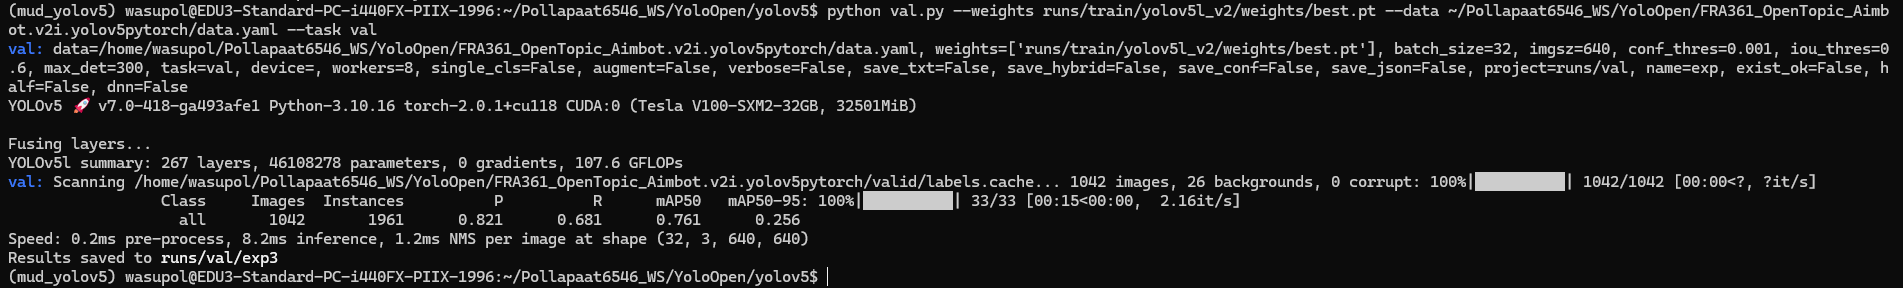 (mud_yolov5) wasupol@EDU3-Standard-PC-i440FX-PIIX-1996:~/Pollapaat6546_WS/YoloOpen/yolov5$ python val.py --weights runs/train/yolov5l_v2/weights/best.pt --data ~/Pollapaat6546_WS/YoloOpen/FRA361_OpenTopic_Aimb
ot.v2i.yolov5pytorch/data.yaml --task val
val: data=/home/wasupol/Pollapaat6546_WS/YoloOpen/FRA361_OpenTopic_Aimbot.v2i.yolov5pytorch/data.yaml, weights=['runs/train/yolov5l_v2/weights/best.pt'], batch_size=32, imgsz=640, conf_thres=0.001, iou_thres=0
.6, max_det=300, task=val, device=, workers=8, single_cls=False, augment=False, verbose=False, save_txt=False, save_hybrid=False, save_conf=False, save_json=False, project=runs/val, name=exp, exist_ok=False, h
alf=False, dnn=False
YOLOv5 🚀 v7.0-418-ga493afe1 Python-3.10.16 torch-2.0.1+cu118 CUDA:0 (Tesla V100-SXM2-32GB, 32501MiB)
Fusing layers...
YOLOv5l summary: 267 layers, 46108278 parameters, 0 gradients, 107.6 GFLOPs
val: Scanning /home/wasupol/Pollapaat6546_WS/YoloOpen/FRA361_OpenTopic_Aimbot.v2i.yolov5pytorch/valid/labels.cache... 1042 images, 26 backgrounds, 0 corrupt: 100%|██████████| 1042/1042 [00:00<?, ?it/s]
Class Images Instances P R mAP50 mAP50-95: 100%|██████████| 33/33 [00:15<00:00, 2.16it/s]
all 1042 1961 0.821 0.681 0.761 0.256
Speed: 0.2ms pre-process, 8.2ms inference, 1.2ms NMS per image at shape (32, 3, 640, 640)
Results saved to runs/val/exp3
(mud_yolov5) wasupol@EDU3-Standard-PC-i440FX-PIIX-1996:~/Pollapaat6546_WS/YoloOpen/yolov5$